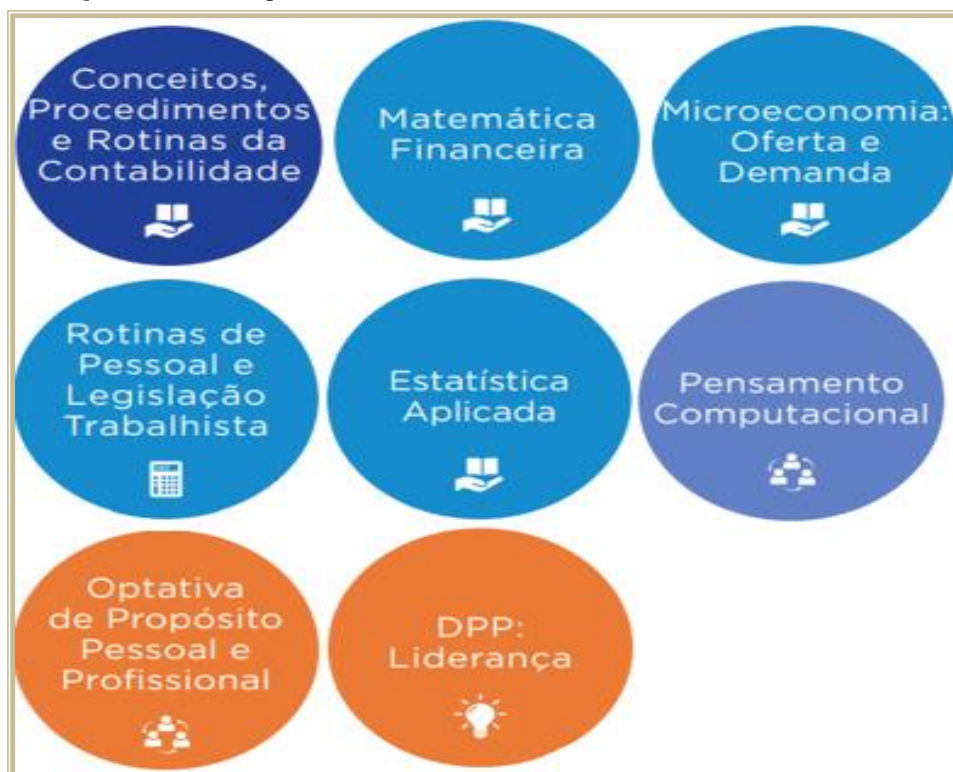 Conceitos,
Procedimentos
e Rotinas da
Contabilidade
Matemática
Financeira
Microeconomia:
Oferta e
Demanda
Rotinas de
Pessoal e
Legislação
Trabalhista
Estatística
Aplicada
Pensamento
Computacional
Optativa
de Propósito
Pessoal e
Profissional
DPP:
Liderança